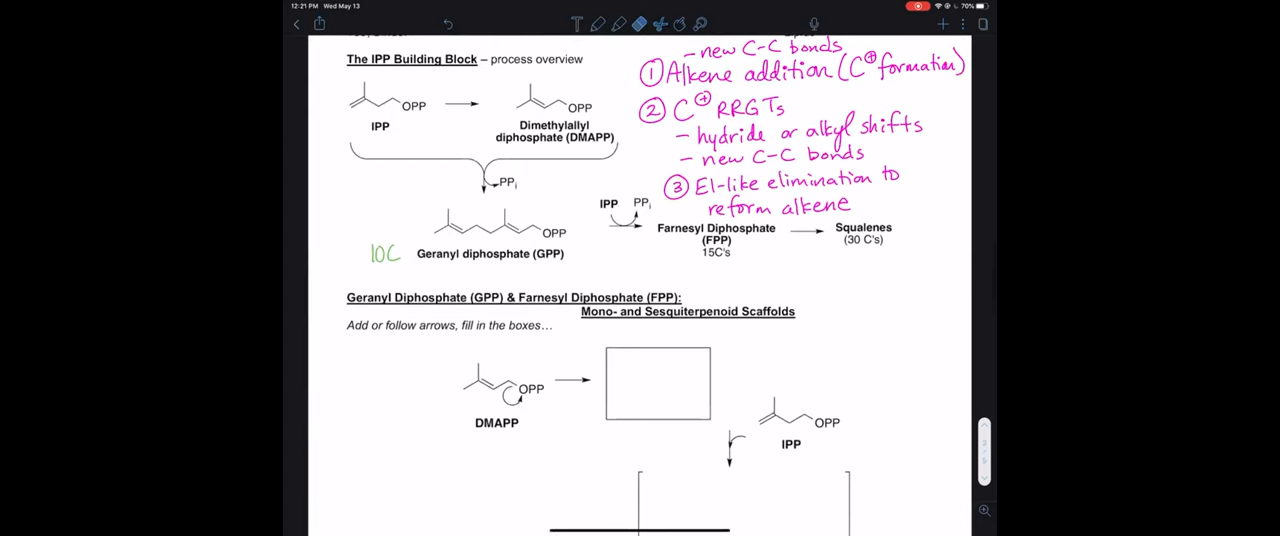 12:21 PM Wed May 13
70%
The IPP Building Block – process overview
- new C-C bonds
① Alkene addition (C⊕ formation)
② C⊕ RRGTs
- hydride or alkyl shifts
- new C-C bonds
③ E1-like elimination to
reform alkene
OPP
IPP
OPP
Dimethylallyl
diphosphate (DMAPP)
PPi
OPP
10C
Geranyl diphosphate (GPP)
IPP PPi
Farnesyl Diphosphate
(FPP)
15C's
Squalenes
(30 C's)
Geranyl Diphosphate (GPP) & Farnesyl Diphosphate (FPP):
Mono- and Sesquiterpenoid Scaffolds
Add or follow arrows, fill in the boxes…
OPP
DMAPP
OPP
IPP